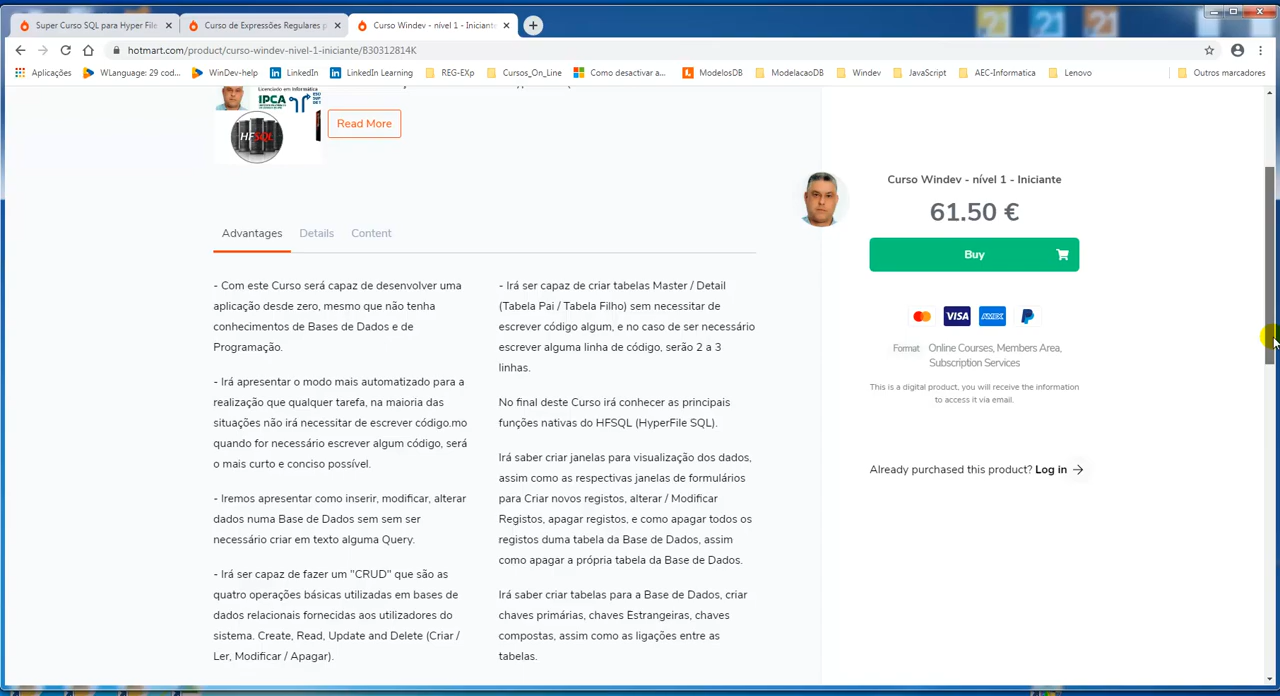 Super Curso SQL para Hyper File
Curso de Expressões Regulares p
Curso Windev - nível 1 - Iniciante
hotmart.com/product/curso-windev-nivel-1-iniciante/B30312814K
Aplicações
WLanguage: 29 cod...
WinDev-help
LinkedIn
LinkedIn Learning
REG-EXp
Cursos_On_Line
Como desactivar a...
ModelosDB
ModelacaoDB
Windev
JavaScript
AEC-Informatica
Lenovo
Outros marcadores
Licenciado em Informática
IPCA
HFSQL
Read More
Advantages
Details
Content
- Com este Curso será capaz de desenvolver uma
aplicação desde zero, mesmo que não tenha
conhecimentos de Bases de Dados e de
Programação.
- Irá apresentar o modo mais automatizado para a
realização que qualquer tarefa, na maioria das
situações não irá necessitar de escrever código.mo
quando for necessário escrever algum código, será
o mais curto e conciso possível.
- Iremos apresentar como inserir, modificar, alterar
dados numa Base de Dados sem sem ser
necessário criar em texto alguma Query.
- Irá ser capaz de fazer um "CRUD" que são as
quatro operações básicas utilizadas em bases de
dados relacionais fornecidas aos utilizadores do
sistema. Create, Read, Update and Delete (Criar /
Ler, Modificar / Apagar).
- Irá ser capaz de criar tabelas Master / Detail
(Tabela Pai / Tabela Filho) sem necessitar de
escrever código algum, e no caso de ser necessário
escrever alguma linha de código, serão 2 a 3
linhas.
No final deste Curso irá conhecer as principais
funções nativas do HFSQL (HyperFile SQL).
Irá saber criar janelas para visualização dos dados,
assim como as respectivas janelas de formulários
para Criar novos registos, alterar / Modificar
Registos, apagar registos, e como apagar todos os
registos duma tabela da Base de Dados, assim
como apagar a própria tabela da Base de Dados.
Irá saber criar tabelas para a Base de Dados, criar
chaves primárias, chaves Estrangeiras, chaves
compostas, assim como as ligações entre as
tabelas.
Curso Windev - nível 1 - Iniciante
61.50 €
Buy
VISA
AMEX
Format Online Courses, Members Area,
Subscription Services
This is a digital product, you will receive the information
to access it via email.
Already purchased this product? Log in →